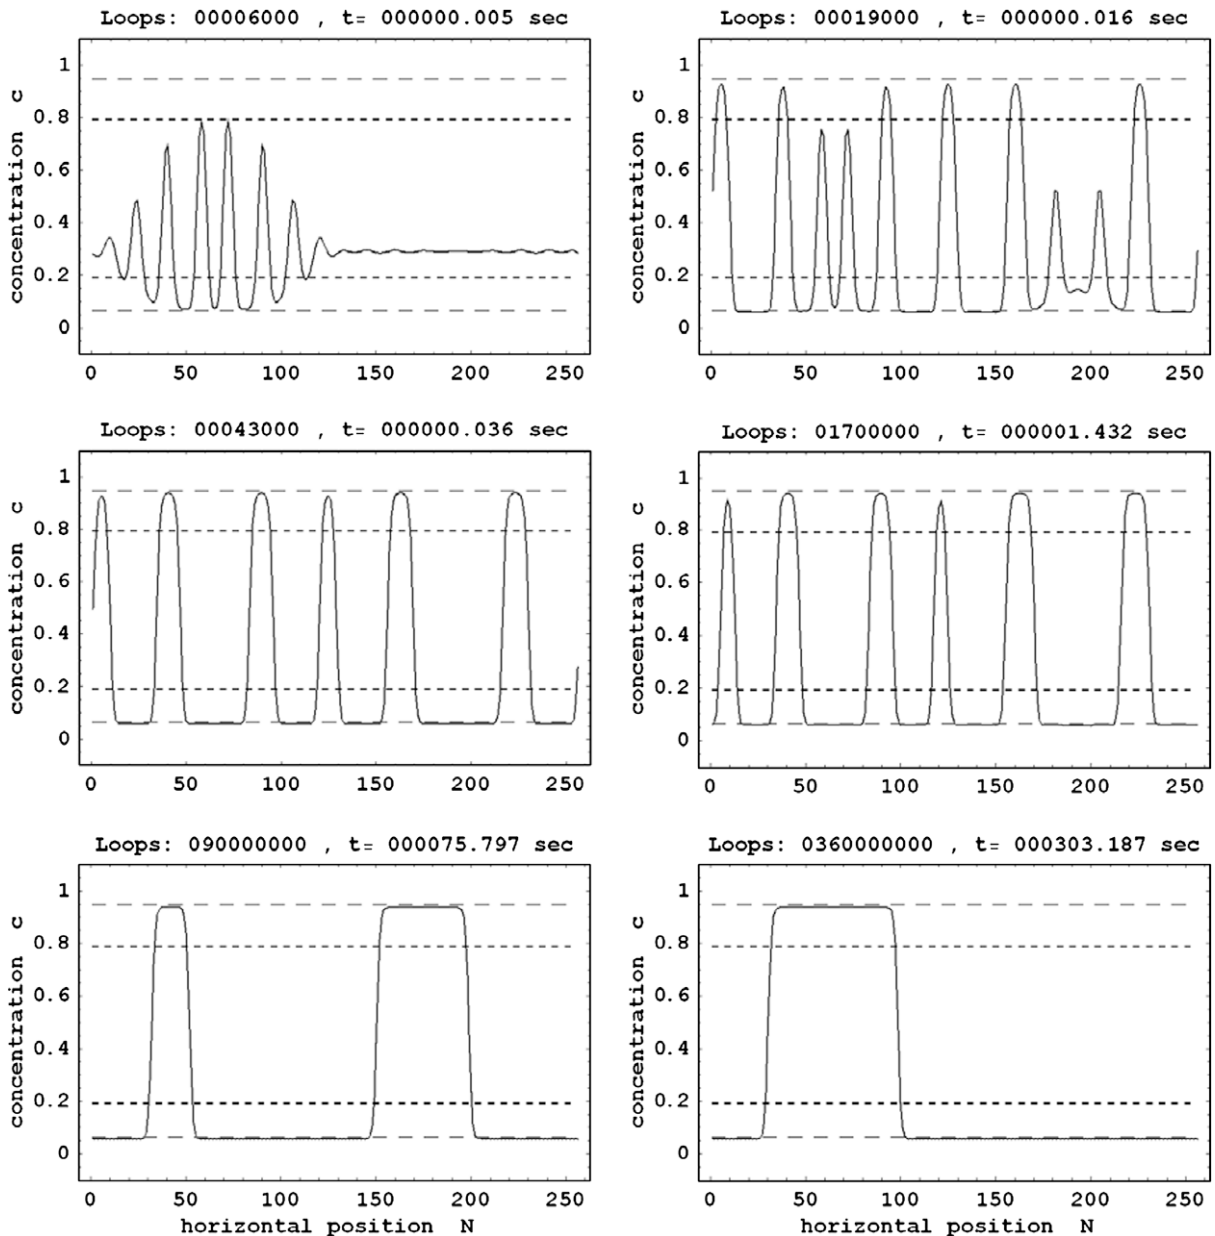 Loops: 00006000 , t= 000000.005 sec
concentration c
1
0.8
0.6
0.4
0.2
0
0 50 100 150 200 250
Loops: 00019000 , t= 000000.016 sec
concentration c
1
0.8
0.6
0.4
0.2
0
0 50 100 150 200 250
Loops: 00043000 , t= 000000.036 sec
concentration c
1
0.8
0.6
0.4
0.2
0
0 50 100 150 200 250
Loops: 01700000 , t= 000001.432 sec
concentration c
1
0.8
0.6
0.4
0.2
0
0 50 100 150 200 250
Loops: 090000000 , t= 000075.797 sec
concentration c
1
0.8
0.6
0.4
0.2
0
0 50 100 150 200 250
horizontal position N
Loops: 0360000000 , t= 000303.187 sec
concentration c
1
0.8
0.6
0.4
0.2
0
0 50 100 150 200 250
horizontal position N